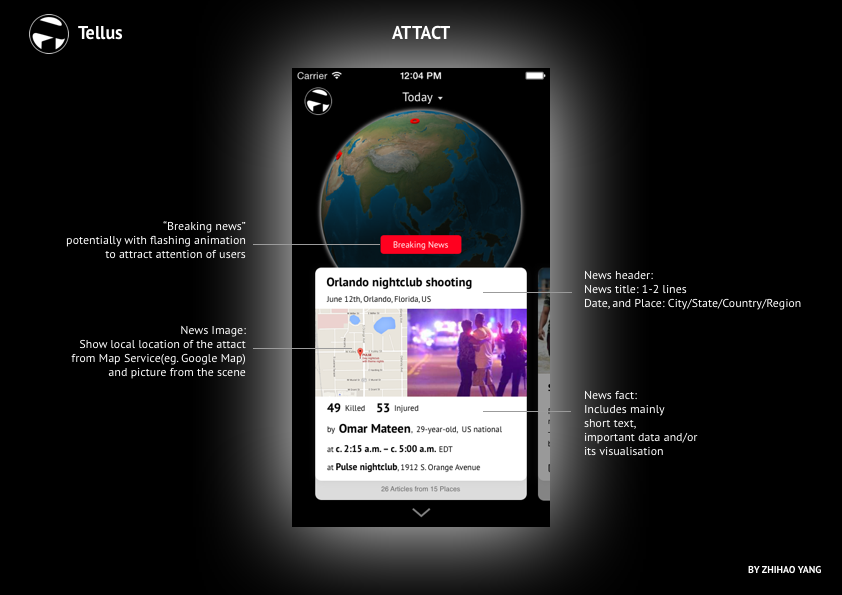 Tellus
ATTACT
Carrier
12:04 PM
Today
“Breaking news”
potentially with flashing animation
to attract attention of users
Breaking News
Orlando nightclub shooting
June 12th, Orlando, Florida, US
News header:
News title: 1-2 lines
Date, and Place: City/State/Country/Region
News Image:
Show local location of the attact
from Map Service(eg. Google Map)
and picture from the scene
PULSE
49 Killed 53 Injured
by Omar Mateen, 29-year-old, US national
at c. 2:15 a.m. – c. 5:00 a.m. EDT
at Pulse nightclub, 1912 S. Orange Avenue
26 Articles from 15 Places
News fact:
Includes mainly
short text,
important data and/or
its visualisation
BY ZHIHAO YANG